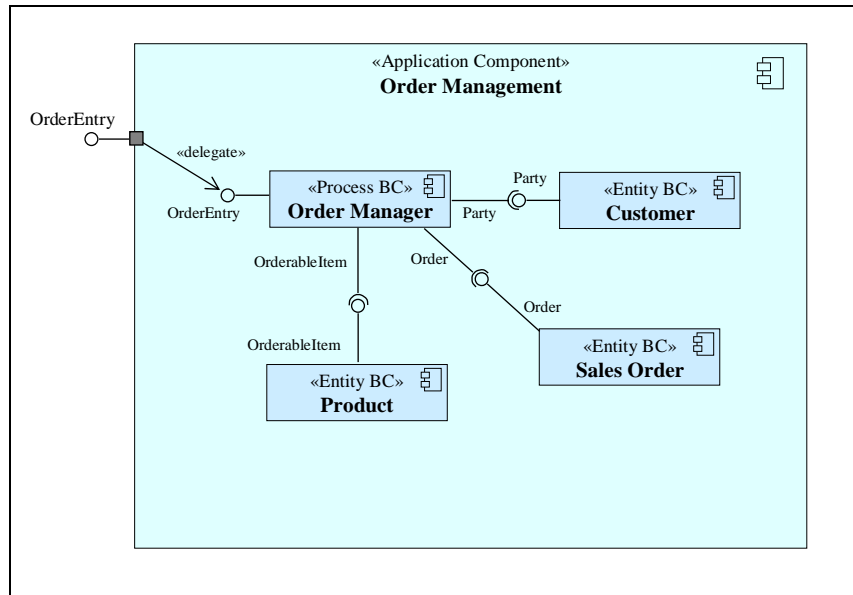 «Application Component»
Order Management
OrderEntry
«delegate»
OrderEntry
«Process BC»
Order Manager
Party
Party
«Entity BC»
Customer
OrderableItem
Order
Order
OrderableItem
«Entity BC»
Sales Order
«Entity BC»
Product